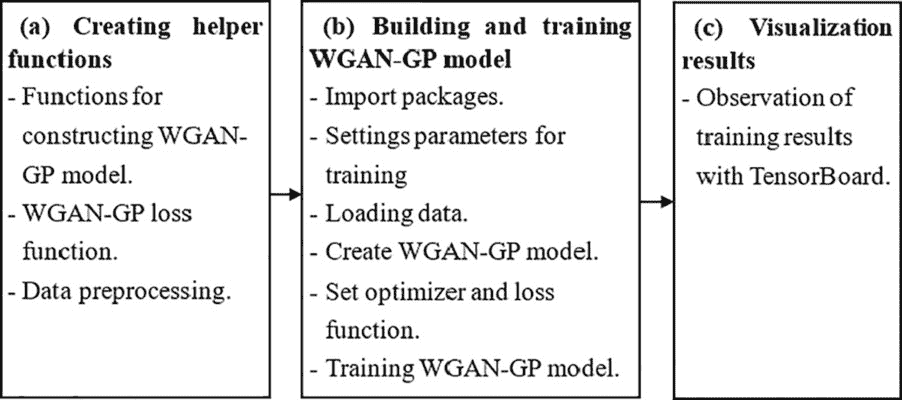 (a) Creating helper
functions
- Functions for
constructing WGAN-
GP model.
- WGAN-GP loss
function.
- Data preprocessing.
(b) Building and training
WGAN-GP model
- Import packages.
- Settings parameters for
training
- Loading data.
- Create WGAN-GP model.
- Set optimizer and loss
function.
- Training WGAN-GP model.
(c) Visualization
results
- Observation of
training results
with TensorBoard.